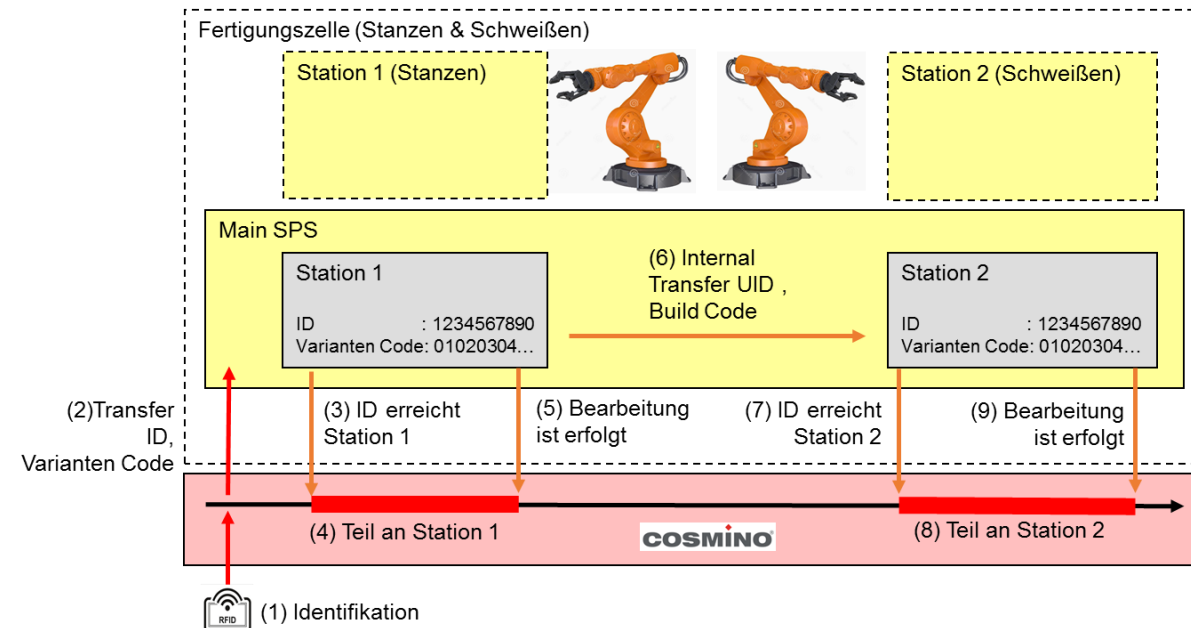 Fertigungszelle (Stanzen & Schweißen)
Station 1 (Stanzen)
Station 2 (Schweißen)
Main SPS
Station 1
ID : 1234567890
Varianten Code: 01020304...
(6) Internal
Transfer UID ,
Build Code
Station 2
ID : 1234567890
Varianten Code: 01020304...
(2)Transfer
ID,
Varianten Code
(3) ID erreicht
Station 1
(5) Bearbeitung
ist erfolgt
(7) ID erreicht
Station 2
(9) Bearbeitung
ist erfolgt
(4) Teil an Station 1
COSMINO
(8) Teil an Station 2
RFID
(1) Identifikation